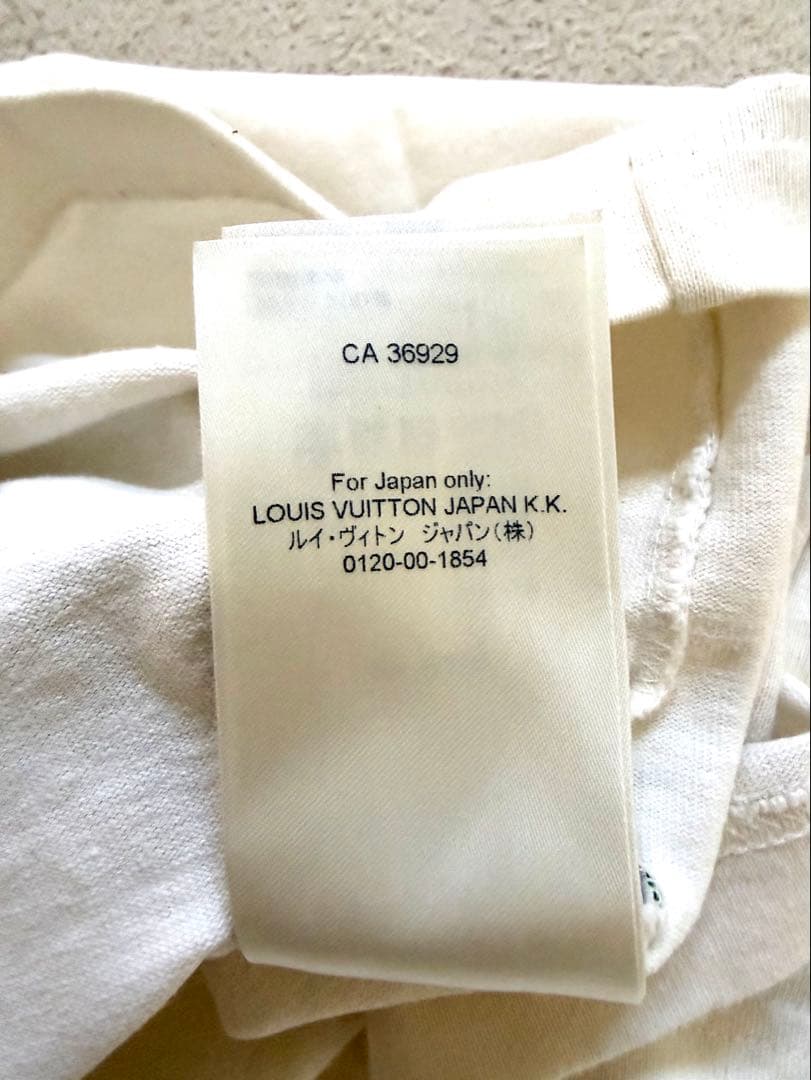 CA 36929
For Japan only:
LOUIS VUITTON JAPAN K.K.
ルイ・ヴィトン ジャパン(株)
0120-00-1854